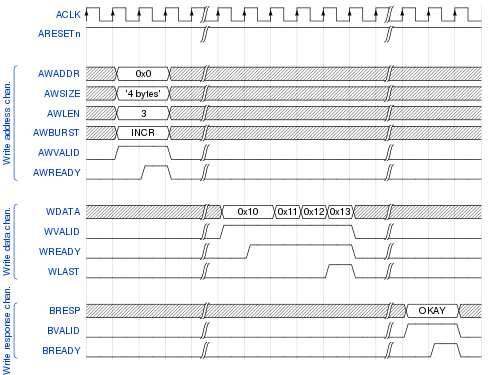 ACLK
ARESETn
Write address chan.
AWADDR 0x0
AWSIZE '4 bytes'
AWLEN 3
AWBURST INCR
AWVALID
AWREADY
Write data chan.
WDATA 0x10 0x11 0x12 0x13
WVALID
WREADY
WLAST
Write response chan.
BRESP OKAY
BVALID
BREADY